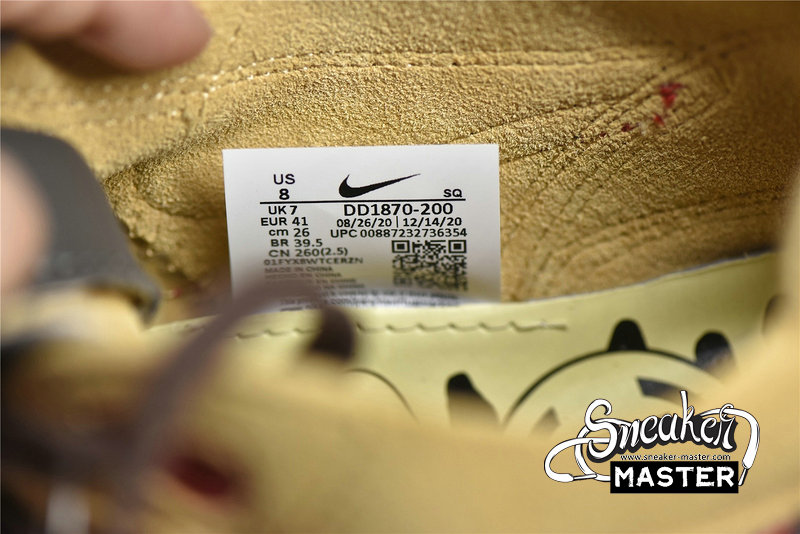 US
8
SQ
UK 7 DD1870-200
EUR 41 08/26/20 | 12/14/20
cm 26 UPC 00887232736354
BR 39.5
CN 260(2.5)
01FYX8WTCERZN
MADE IN CHINA
Sneaker
www.sneaker-master.com
MASTER